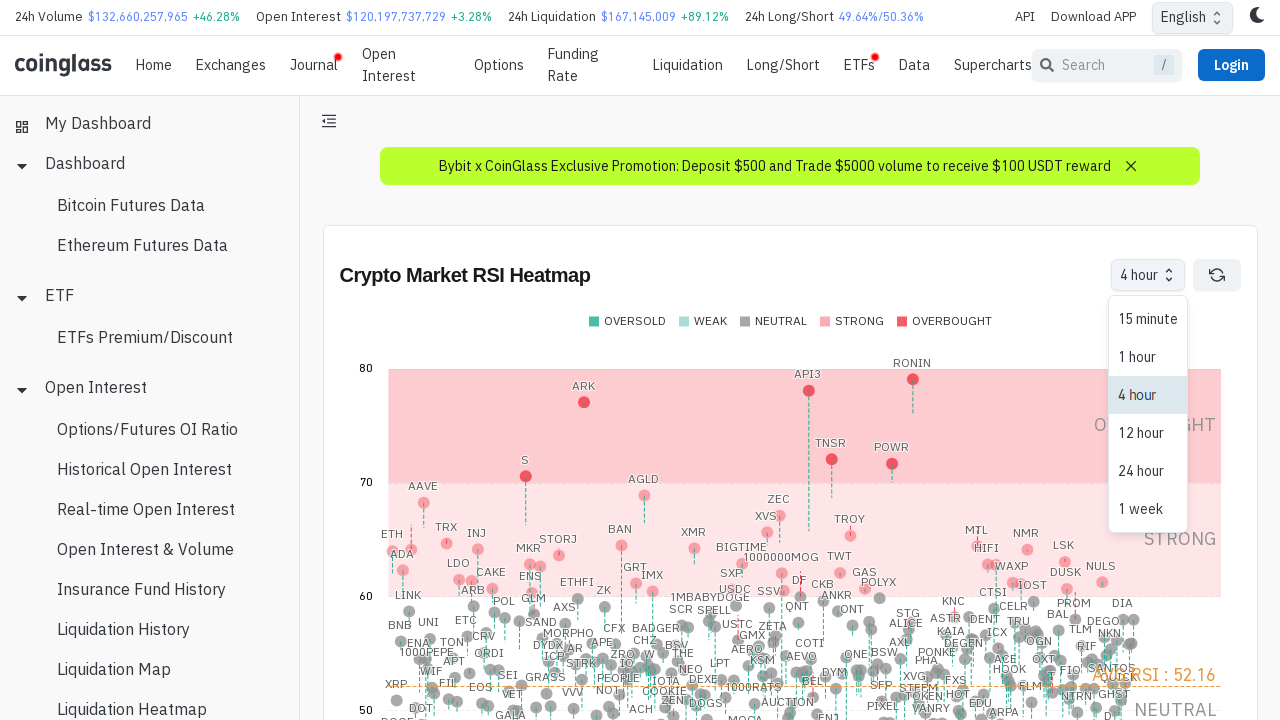 24h Volume $132,660,257,965 +46.28% Open Interest $120,197,737,729 +3.28% 24h Liquidation $167,145,009 +89.12% 24h Long/Short 49.64%/50.36% API Download APP English
coinglass Home Exchanges Journal Open Interest Options Funding Rate Liquidation Long/Short ETFs Data Supercharts Search / Login
My Dashboard
Dashboard
Bitcoin Futures Data
Ethereum Futures Data
ETF
ETFs Premium/Discount
Open Interest
Options/Futures OI Ratio
Historical Open Interest
Real-time Open Interest
Open Interest & Volume
Insurance Fund History
Liquidation History
Liquidation Map
Liquidation Heatmap
Bybit x CoinGlass Exclusive Promotion: Deposit $500 and Trade $5000 volume to receive $100 USDT reward
Crypto Market RSI Heatmap
4 hour
15 minute
1 hour
4 hour
12 hour
24 hour
1 week
OVERSOLD WEAK NEUTRAL STRONG OVERBOUGHT
80
RONIN
API3
ARK
TNSR
POWR
S
70
AGLD
AAVE
ZEC
XVS
TROY
ETH TRX INJ BAN XMR MTL NMR
STORJ
MKR BIGTIME HIFI LSK
ADA 1000000MOG TWT
LDO CAKE GRT WAXP NULS
ENS IMX SXP GAS DUSK
ETHFI CKB POLYX
ARB ZK USDC SSV IOST
60
LINK POL GLM 1MBABYDOGE ANKR CTSI
AXS SCR SPELL QNT ONT KNC CELR PROM DIA
BNB UNI ETC SAND CFX BADGER USTC ZETA STG ALICE ASTR DENT TRU BAL DEGO
CRV MORPHO GMX KAIA ICX TLM NKN
ENA TON DYDX AR APE CHZ BSV AERO COTI AXL DEGEN OGN RIF
1000PEPE ORDI ICP ZRO W THE KSM AEVO ONE BSW PONKE ACE OXT
WIF APT STRK IO NEO LPT PHA HOOK FIO SANTOS
SEI GRASS PEOPLE IOTA DEXE DYM XVG QUICK
XRP FIL EOS VET VVV NOT COOKIE 1000RATS BEL SFP STEEM FXS FLM
ZEN TOKEN HOT NTRN GHST
DOT ACH DOGS AUCTION PIXEL VANRY EDU
GALA MOCA ENJ ARPA
50
STRONG
NEUTRAL